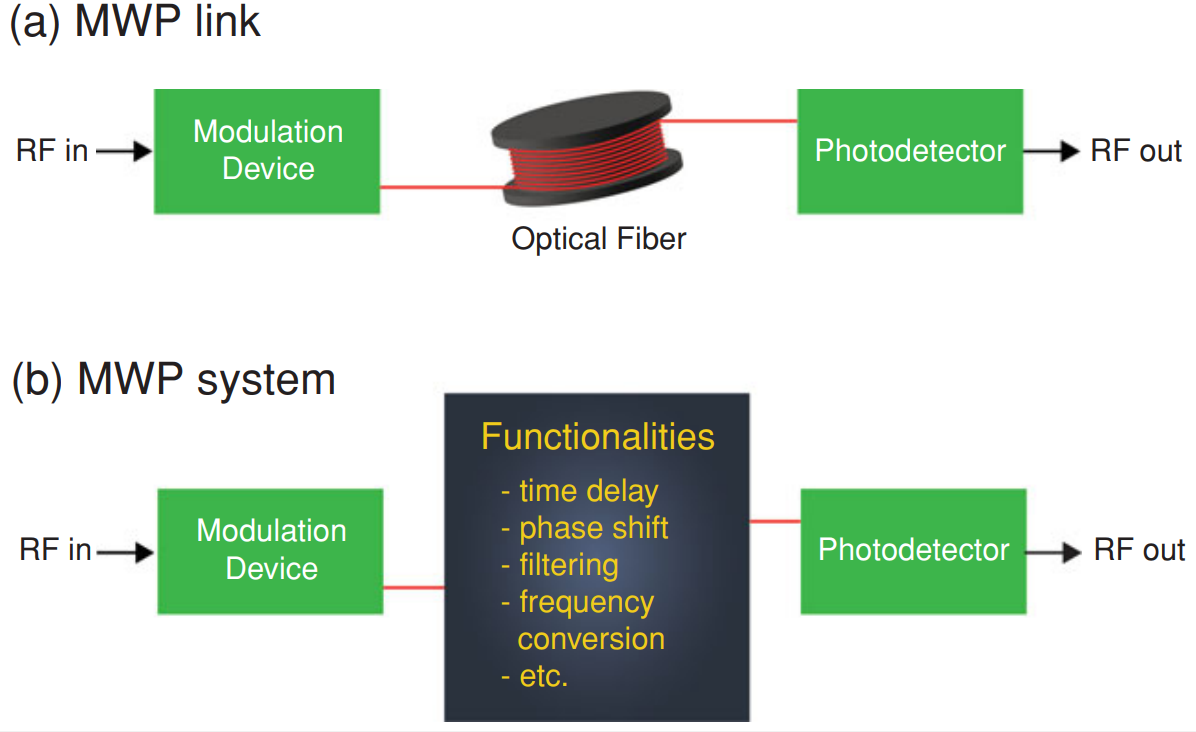 (a) MWP link
RF in
Modulation
Device
Optical Fiber
Photodetector
RF out
(b) MWP system
RF in
Modulation
Device
Functionalities
- time delay
- phase shift
- filtering
- frequency
conversion
- etc.
Photodetector
RF out